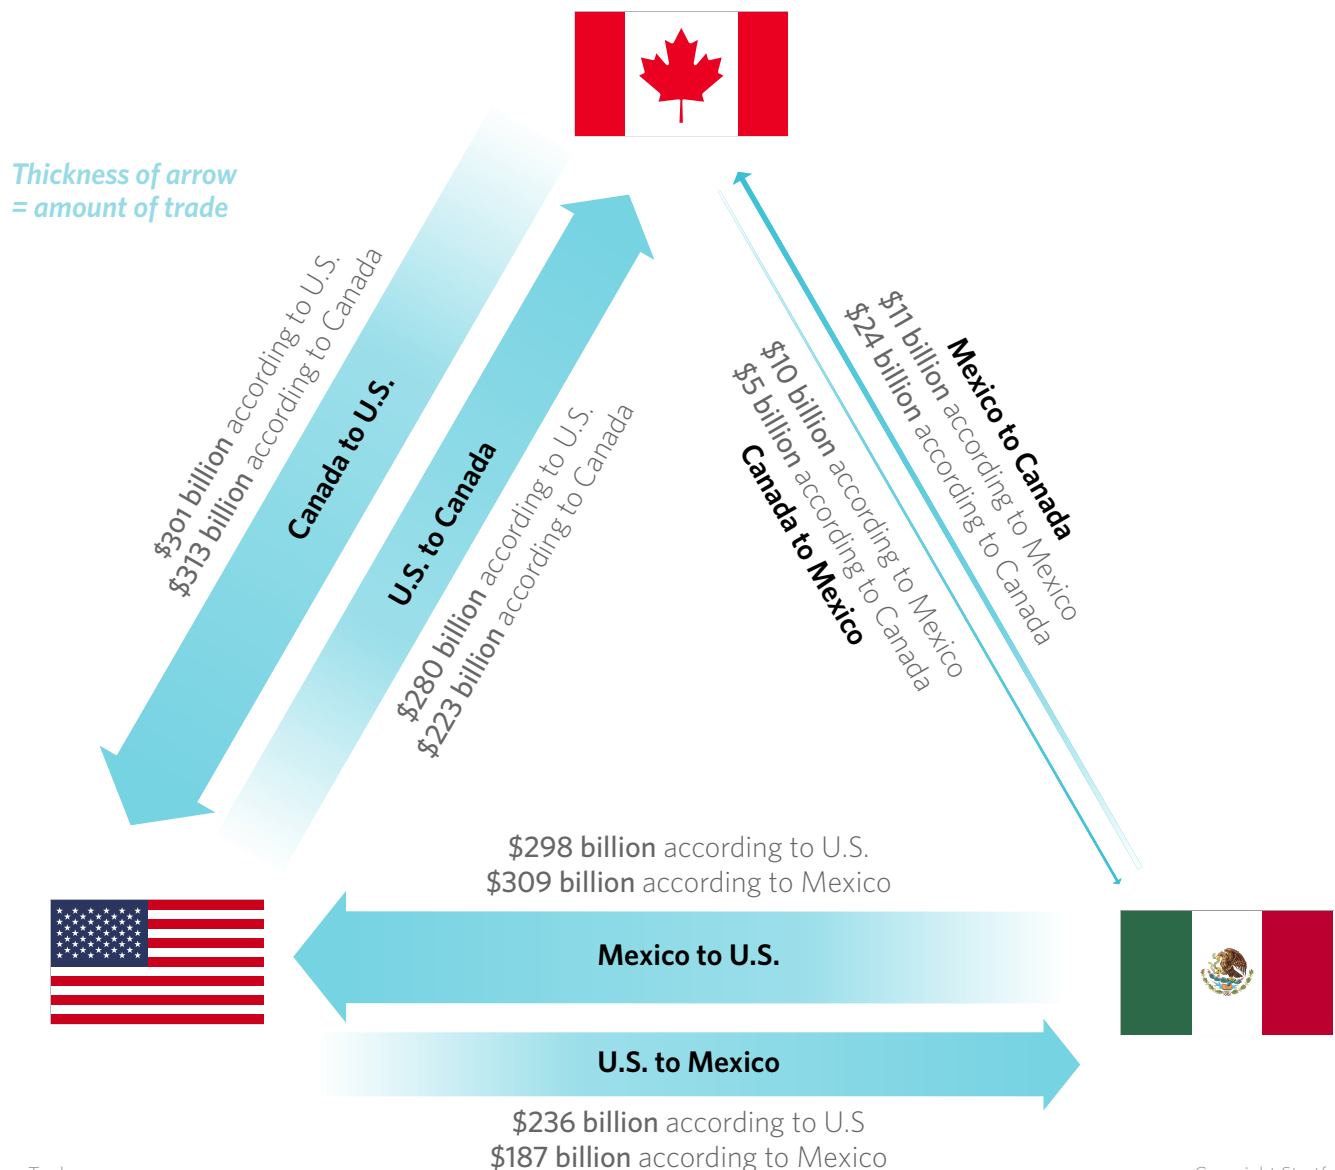 Thickness of arrow
= amount of trade
$301 billion according to U.S.
$313 billion according to Canada
Canada to U.S.
U.S. to Canada
$280 billion according to U.S.
$223 billion according to Canada
Mexico to Canada
$11 billion according to Mexico
$24 billion according to Canada
$10 billion according to Mexico
$5 billion according to Canada
Canada to Mexico
$298 billion according to U.S.
$309 billion according to Mexico
Mexico to U.S.
U.S. to Mexico
$236 billion according to U.S
$187 billion according to Mexico